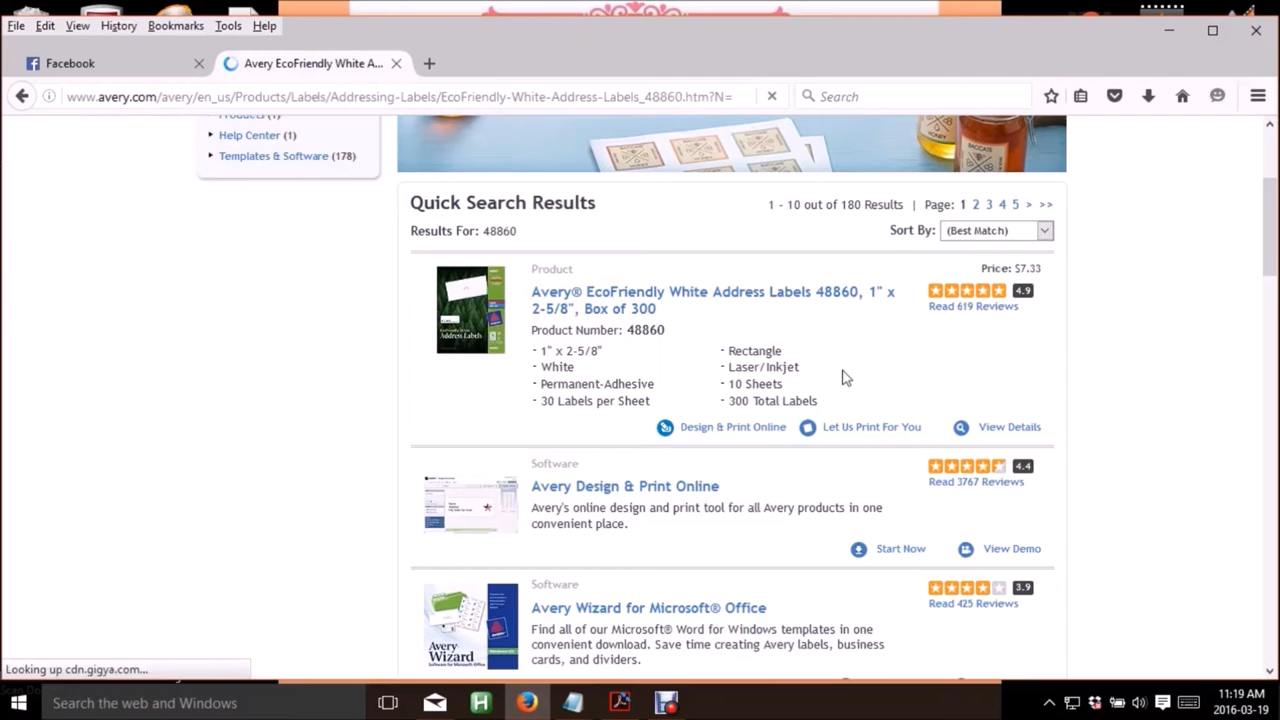 File Edit View History Bookmarks Tools Help
Facebook
Avery EcoFriendly White A...
www.avery.com/avery/en_us/Products/Labels/Addressing-Labels/EcoFriendly-White-Address-Labels_48860.htm?N=
Search
Products (1)
Help Center (1)
Templates & Software (178)
Quick Search Results
1 - 10 out of 180 Results | Page: 1 2 3 4 5 > >>
Results For: 48860
Sort By: (Best Match)
Product
Price: $7.33
Avery® EcoFriendly White Address Labels 48860, 1" x
2-5/8", Box of 300
4.9
Read 619 Reviews
Product Number: 48860
- 1" x 2-5/8"
- Rectangle
- White
- Laser/Inkjet
- Permanent-Adhesive
- 10 Sheets
- 30 Labels per Sheet
- 300 Total Labels
Address Labels
Design & Print Online
Let Us Print For You
View Details
Software
4.4
Avery Design & Print Online
Read 3767 Reviews
Avery's online design and print tool for all Avery products in one
convenient place.
Start Now
View Demo
Software
3.9
Avery Wizard for Microsoft® Office
Read 425 Reviews
Find all of our Microsoft® Word for Windows templates in one
convenient download. Save time creating Avery labels, business
cards, and dividers.
Avery
Wizard
Looking up cdn.gigya.com...
Search the web and Windows
11:19 AM
2016-03-19